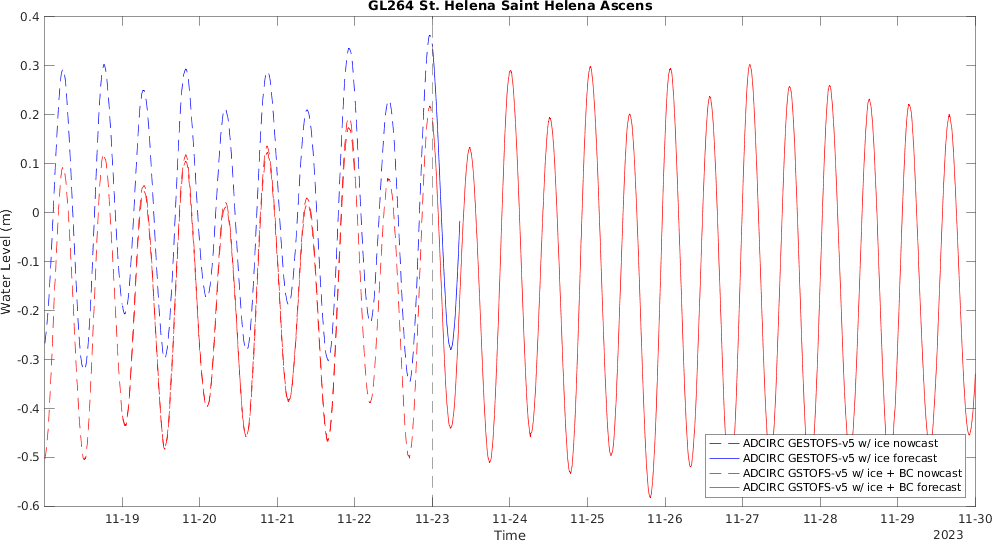 GL264 St. Helena Saint Helena Ascens
Water Level (m)
0.4
0.3
0.2
0.1
0
-0.1
-0.2
-0.3
-0.4
-0.5
-0.6
ADCIRC GESTOFS-v5 w/ ice nowcast
ADCIRC GESTOFS-v5 w/ ice forecast
ADCIRC GSTOFS-v5 w/ ice + BC nowcast
ADCIRC GSTOFS-v5 w/ ice + BC forecast
11-19 11-20 11-21 11-22 11-23 11-24 11-25 11-26 11-27 11-28 11-29 11-30
Time
2023